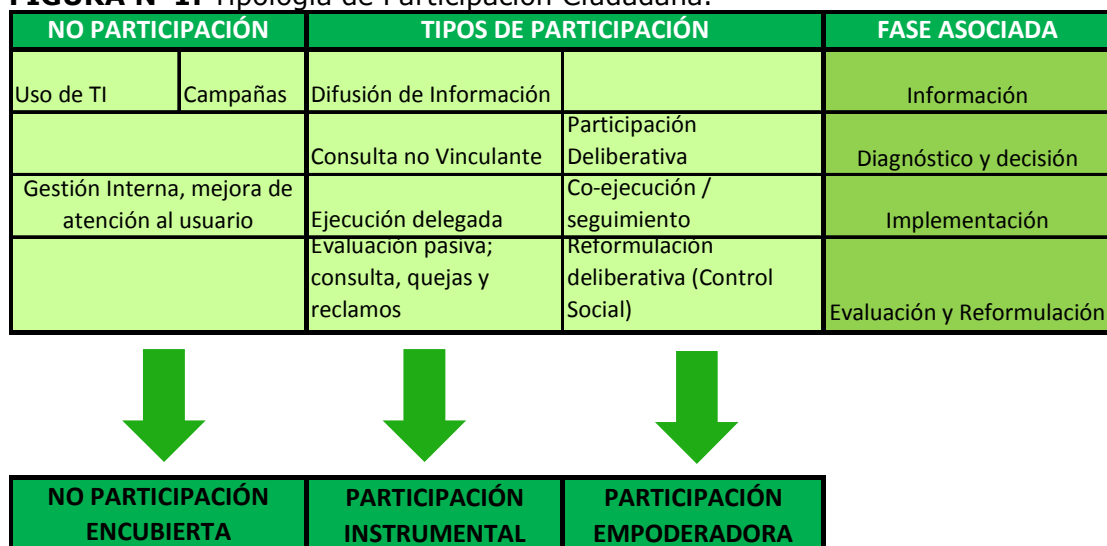 FIGURA N° 1: Tipología de Participación Ciudadana.
NO PARTICIPACIÓN TIPOS DE PARTICIPACIÓN FASE ASOCIADA
Uso de TI Campañas Difusión de Información Información
Consulta no Vinculante
Participación
Deliberativa
Diagnóstico y decisión
Gestión Interna, mejora de
atención al usuario
Ejecución delegada
Co-ejecución /
seguimiento
Implementación
Evaluación pasiva;
consulta, quejas y
reclamos
Reformulación
deliberativa (Control
Social)
Evaluación y Reformulación
NO PARTICIPACIÓN
ENCUBIERTA
PARTICIPACIÓN
INSTRUMENTAL
PARTICIPACIÓN
EMPODERADORA